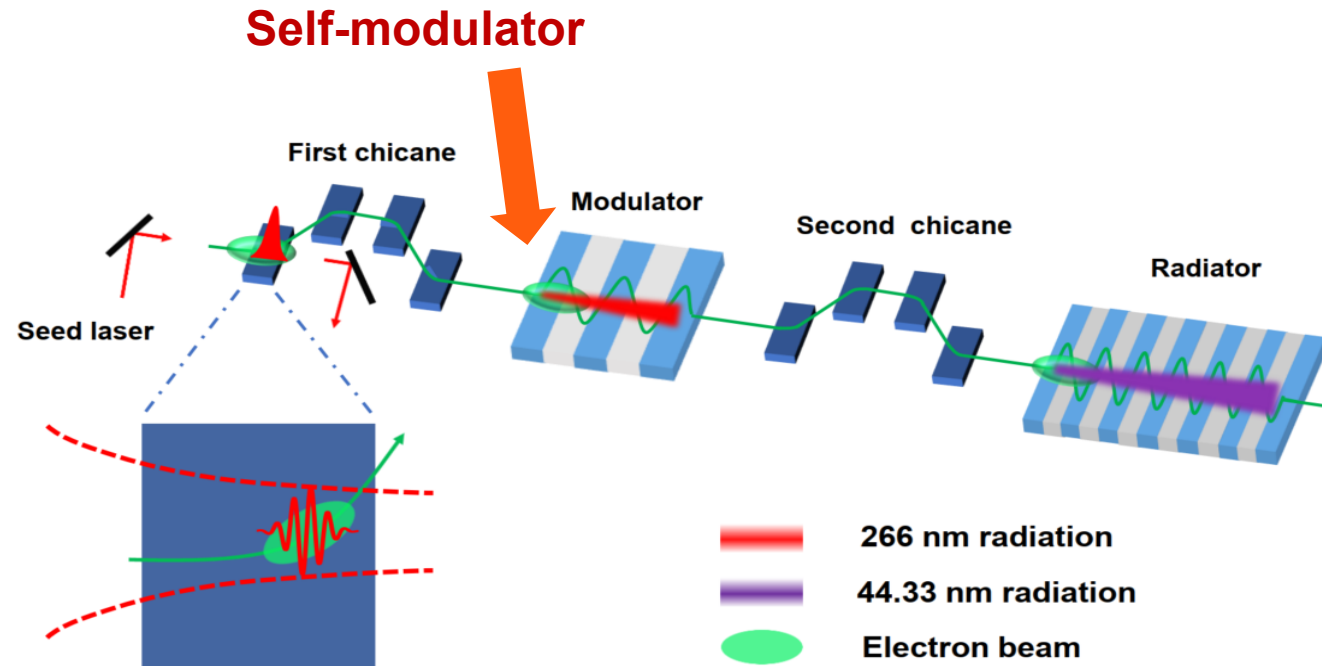 Self-modulator
First chicane
Modulator
Second chicane
Radiator
Seed laser
266 nm radiation
44.33 nm radiation
Electron beam